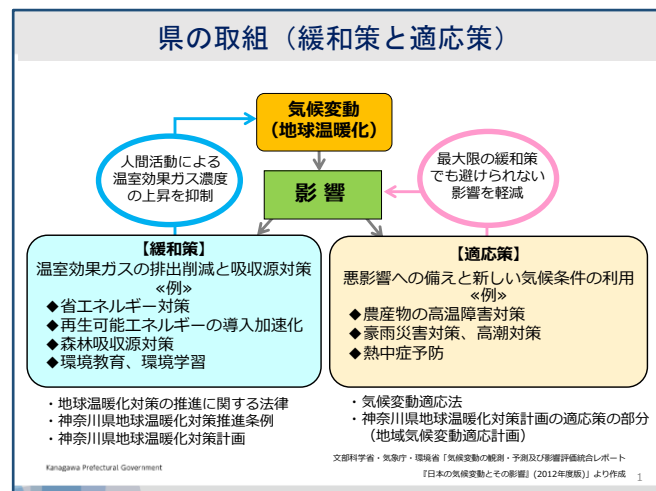 県の取組（緩和策と適応策）
気候変動
（地球温暖化）
人間活動による
温室効果ガス濃度
の上昇を抑制
影 響
最大限の緩和策
でも避けられない
影響を軽減
【緩和策】
温室効果ガスの排出削減と吸収源対策
≪例≫
◆省エネルギー対策
◆再生可能エネルギーの導入加速化
◆森林吸収源対策
◆環境教育、環境学習
【適応策】
悪影響への備えと新しい気候条件の利用
≪例≫
◆農産物の高温障害対策
◆豪雨災害対策、高潮対策
◆熱中症予防
・地球温暖化対策の推進に関する法律
・神奈川県地球温暖化対策推進条例
・神奈川県地球温暖化対策計画
・気候変動適応法
・神奈川県地球温暖化対策計画の適応策の部分
（地域気候変動適応計画）
文部科学省・気象庁・環境省「気候変動の観測・予測及び影響評価統合レポート
『日本の気候変動とその影響』(2012年度版)」より作成
Kanagawa Prefectural Government
1